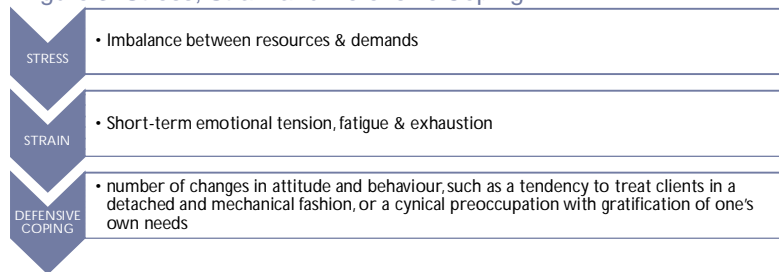 STRESS
• Imbalance between resources & demands
STRAIN
• Short-term emotional tension, fatigue & exhaustion
DEFENSIVE
COPING
• number of changes in attitude and behaviour, such as a tendency to treat clients in a
detached and mechanical fashion, or a cynical preoccupation with gratification of one's
own needs